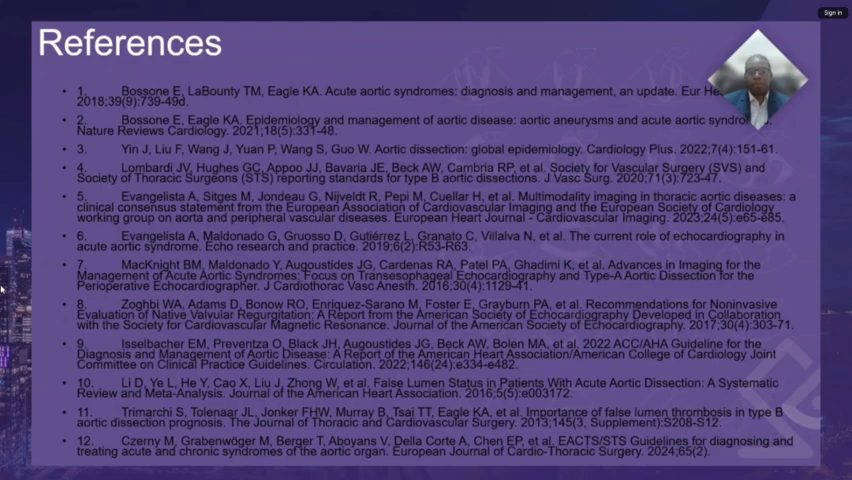 Sign in
References
• 1. Bossone E, LaBounty TM, Eagle KA. Acute aortic syndromes: diagnosis and management, an update. Eur
2018;39(9):739-49d.
• 2. Bossone E, Eagle KA. Epidemiology and management of aortic disease: aortic aneurysms and acute aortic
Nature Reviews Cardiology. 2021;18(5):331-48.
• 3. Yin J, Liu F, Wang J, Yuan P, Wang S, Guo W. Aortic dissection: global epidemiology. Cardiology Plus. 2022;7(4):151-61.
• 4. Lombardi JV, Hughes GC, Appoo JJ, Bavaria JE, Beck AW, Cambria RP, et al. Society for Vascular Surgery (SVS) and
Society of Thoracic Surgeons (STS) reporting standards for type B aortic dissections. J Vasc Surg. 2020;71(3):723-47.
• 5. Evangelista A, Sitges M, Jondeau G, Nijveldt R, Pepi M, Cuellar H, et al. Multimodality imaging in thoracic aortic diseases: a
clinical consensus statement from the European Association of Cardiovascular Imaging and the European Society of Cardiology
working group on aorta and peripheral vascular diseases. European Heart Journal - Cardiovascular Imaging. 2023;24(5):e65-e85.
• 6. Evangelista A, Maldonado G, Gruosso D, Gutiérrez L, Granato C, Villalva N, et al. The current role of echocardiography in
acute aortic syndrome. Echo research and practice. 2019;6(2):R53-R63.
• 7. MacKnight BM, Maldonado Y, Augoustides JG, Cardenas RA, Patel PA, Ghadimi K, et al. Advances in Imaging for the
Management of Acute Aortic Syndromes: Focus on Transesophageal Echocardiography and Type-A Aortic Dissection for the
Perioperative Echocardiographer. J Cardiothorac Vasc Anesth. 2016;30(4):1129-41.
• 8. Zoghbi WA, Adams D, Bonow RO, Enriquez-Sarano M, Foster E, Grayburn PA, et al. Recommendations for Noninvasive
Evaluation of Native Valvular Regurgitation: A Report from the American Society of Echocardiography Developed in Collaboration
with the Society for Cardiovascular Magnetic Resonance. Journal of the American Society of Echocardiography. 2017;30(4):303-71.
• 9. Isselbacher EM, Preventza O, Black JH, Augoustides JG, Beck AW, Bolen MA, et al. 2022 ACC/AHA Guideline for the
Diagnosis and Management of Aortic Disease: A Report of the American Heart Association/American College of Cardiology Joint
Committee on Clinical Practice Guidelines. Circulation. 2022;146(24):e334-e482.
• 10. Li D, Ye L, He Y, Cao X, Liu J, Zhong W, et al. False Lumen Status in Patients With Acute Aortic Dissection: A Systematic
Review and Meta-Analysis. Journal of the American Heart Association. 2016;5(5):e003172.
• 11. Trimarchi S, Tolenaar JL, Jonker FHW, Murray B, Tsai TT, Eagle KA, et al. Importance of false lumen thrombosis in type B
aortic dissection prognosis. The Journal of Thoracic and Cardiovascular Surgery. 2013;145(3, Supplement):S208-S12.
• 12. Czerny M, Grabenwöger M, Berger T, Aboyans V, Della Corte A, Chen EP, et al. EACTS/STS Guidelines for diagnosing and
treating acute and chronic syndromes of the aortic organ. European Journal of Cardio-Thoracic Surgery. 2024;65(2).